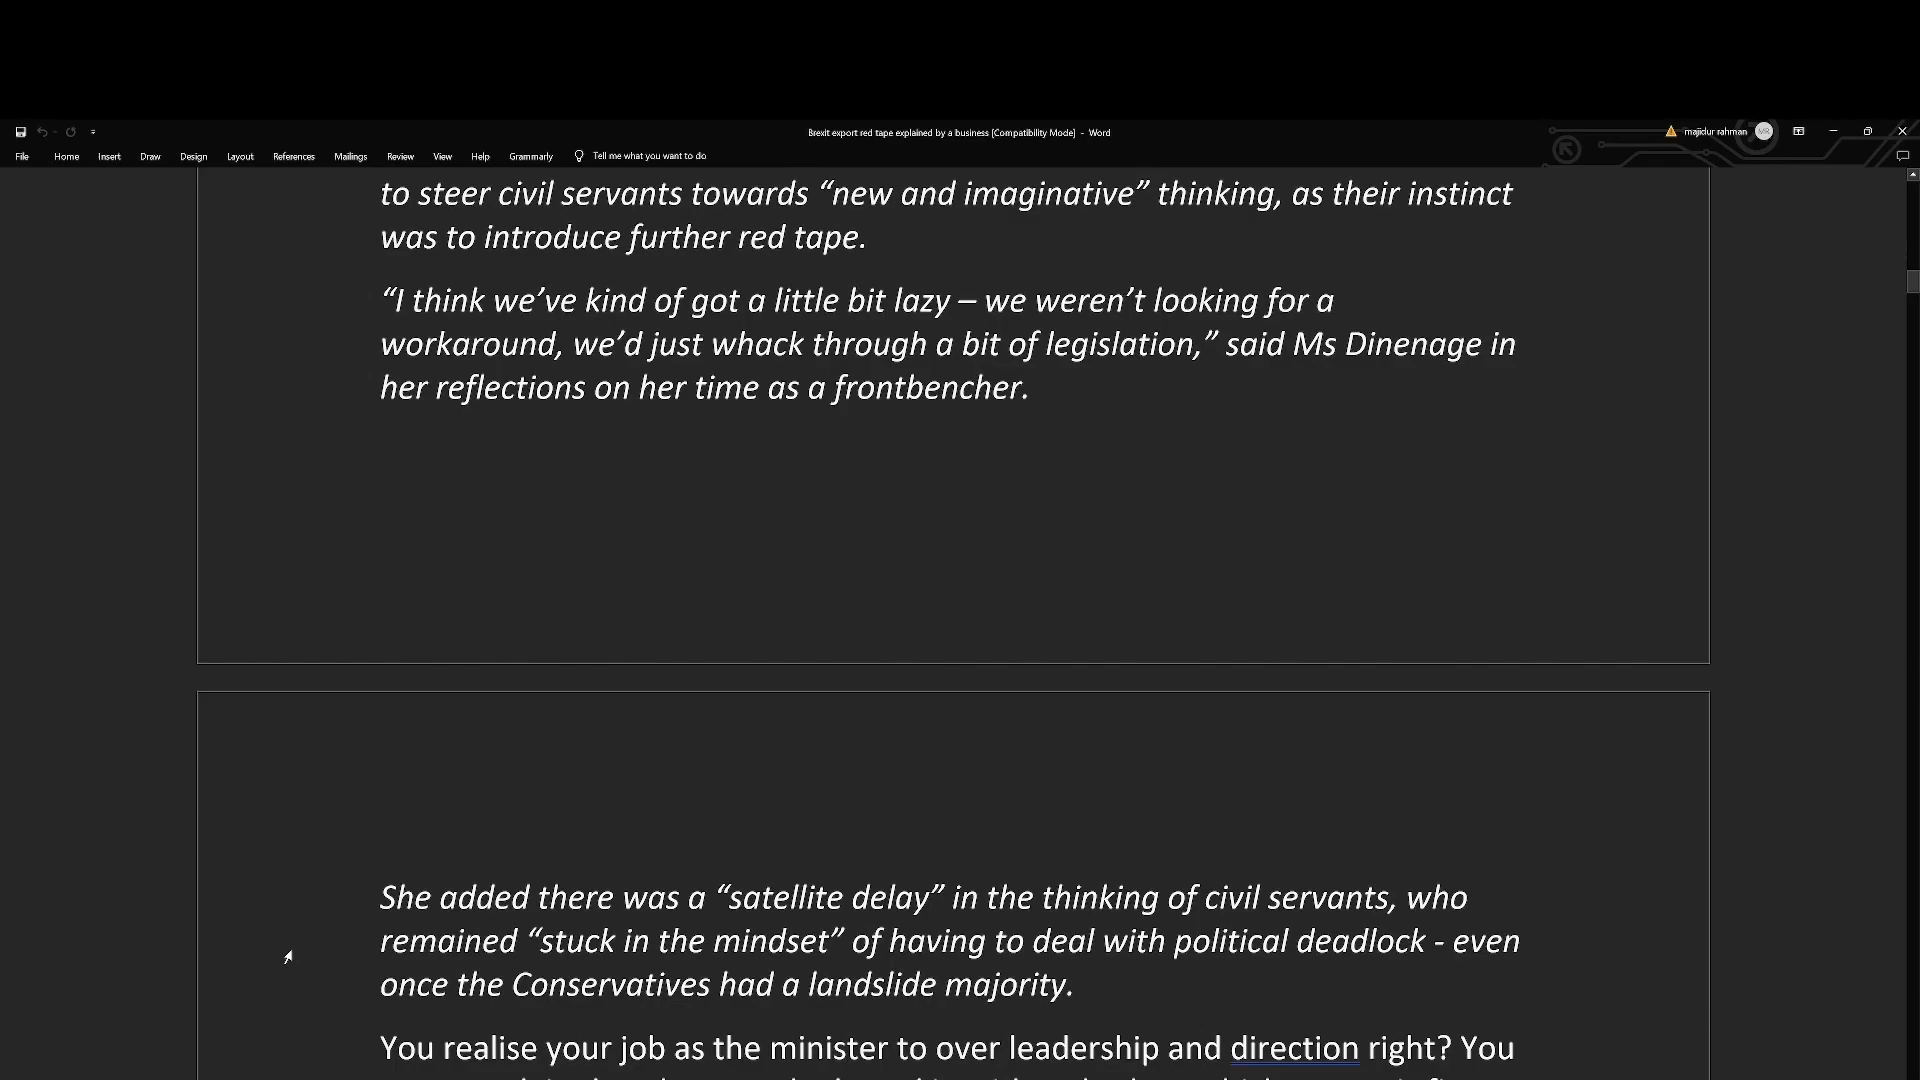 Brexit export red tape explained by a business [Compatibility Mode] - Word
majidur rahman MR
File Home Insert Draw Design Layout References Mailings Review View Help Grammarly Tell me what you want to do
to steer civil servants towards “new and imaginative” thinking, as their instinct
was to introduce further red tape.
“I think we’ve kind of got a little bit lazy – we weren’t looking for a
workaround, we’d just whack through a bit of legislation,” said Ms Dinenage in
her reflections on her time as a frontbencher.
She added there was a “satellite delay” in the thinking of civil servants, who
remained “stuck in the mindset” of having to deal with political deadlock - even
once the Conservatives had a landslide majority.
You realise your job as the minister to over leadership and direction right? You